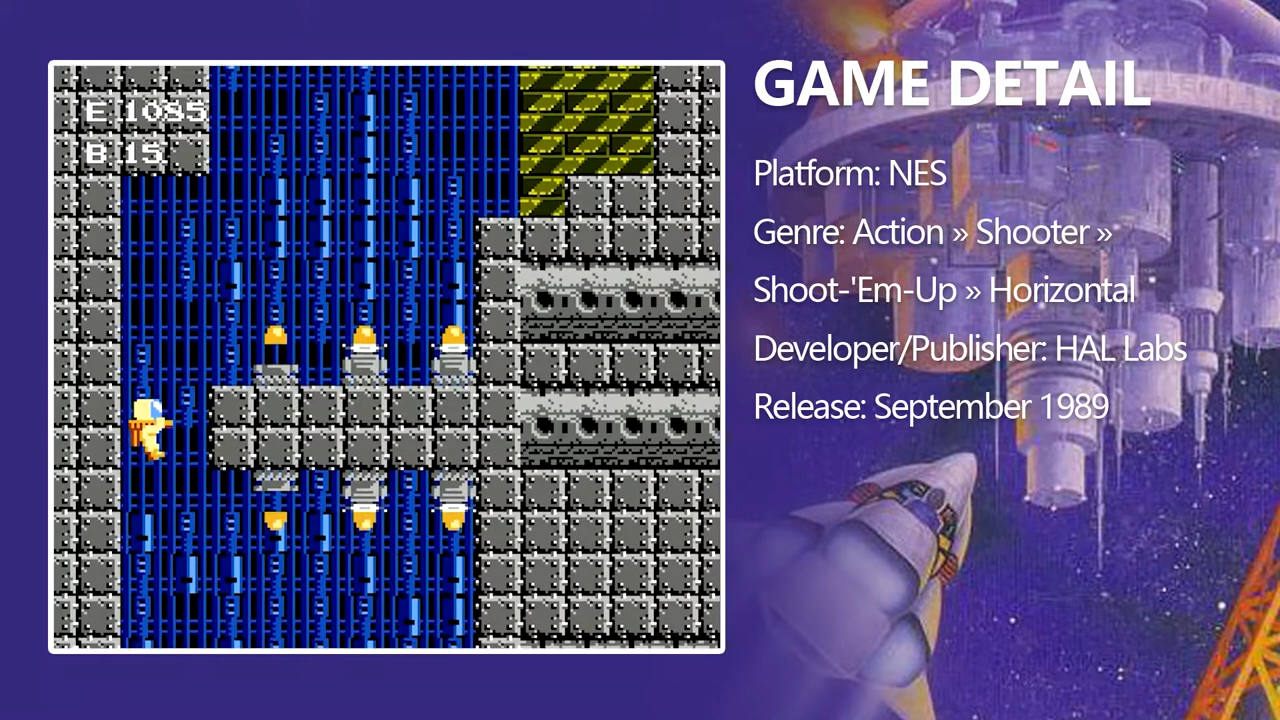 E 1085
B 15
GAME DETAIL
Platform: NES
Genre: Action » Shooter »
Shoot-'Em-Up » Horizontal
Developer/Publisher: HAL Labs
Release: September 1989